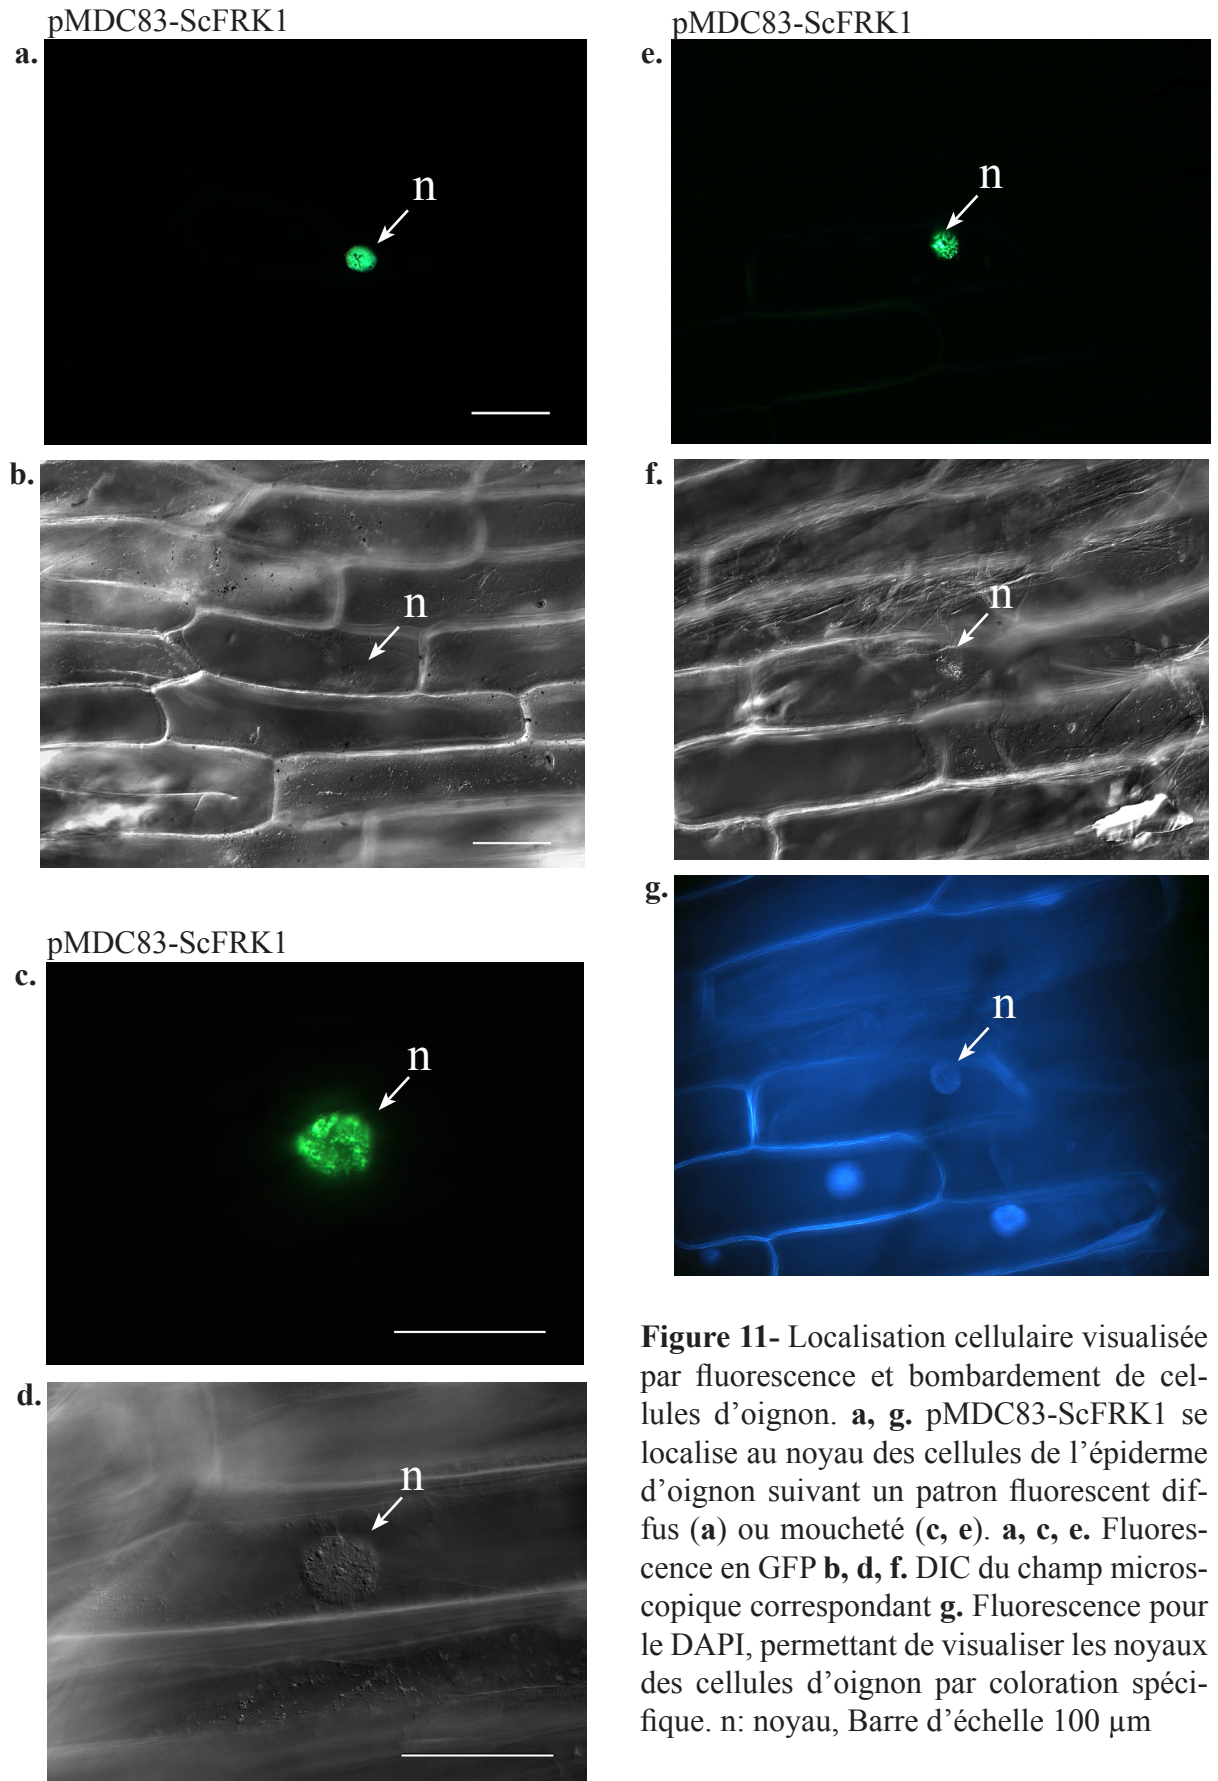 pMDC83-ScFRK1
a.
n
b.
n
pMDC83-ScFRK1
c.
n
d.
n
pMDC83-ScFRK1
e.
n
f.
n
g.
n
Figure 11- Localisation cellulaire visualisée
par fluorescence et bombardement de cel-
lules d'oignon. a, g. pMDC83-ScFRK1 se
localise au noyau des cellules de l'épiderme
d'oignon suivant un patron fluorescent dif-
fus (a) ou moucheté (c, e). a, c, e. Fluores-
cence en GFP b, d, f. DIC du champ micros-
copique correspondant g. Fluorescence pour
le DAPI, permettant de visualiser les noyaux
des cellules d'oignon par coloration spéci-
fique. n: noyau, Barre d'échelle 100 µm